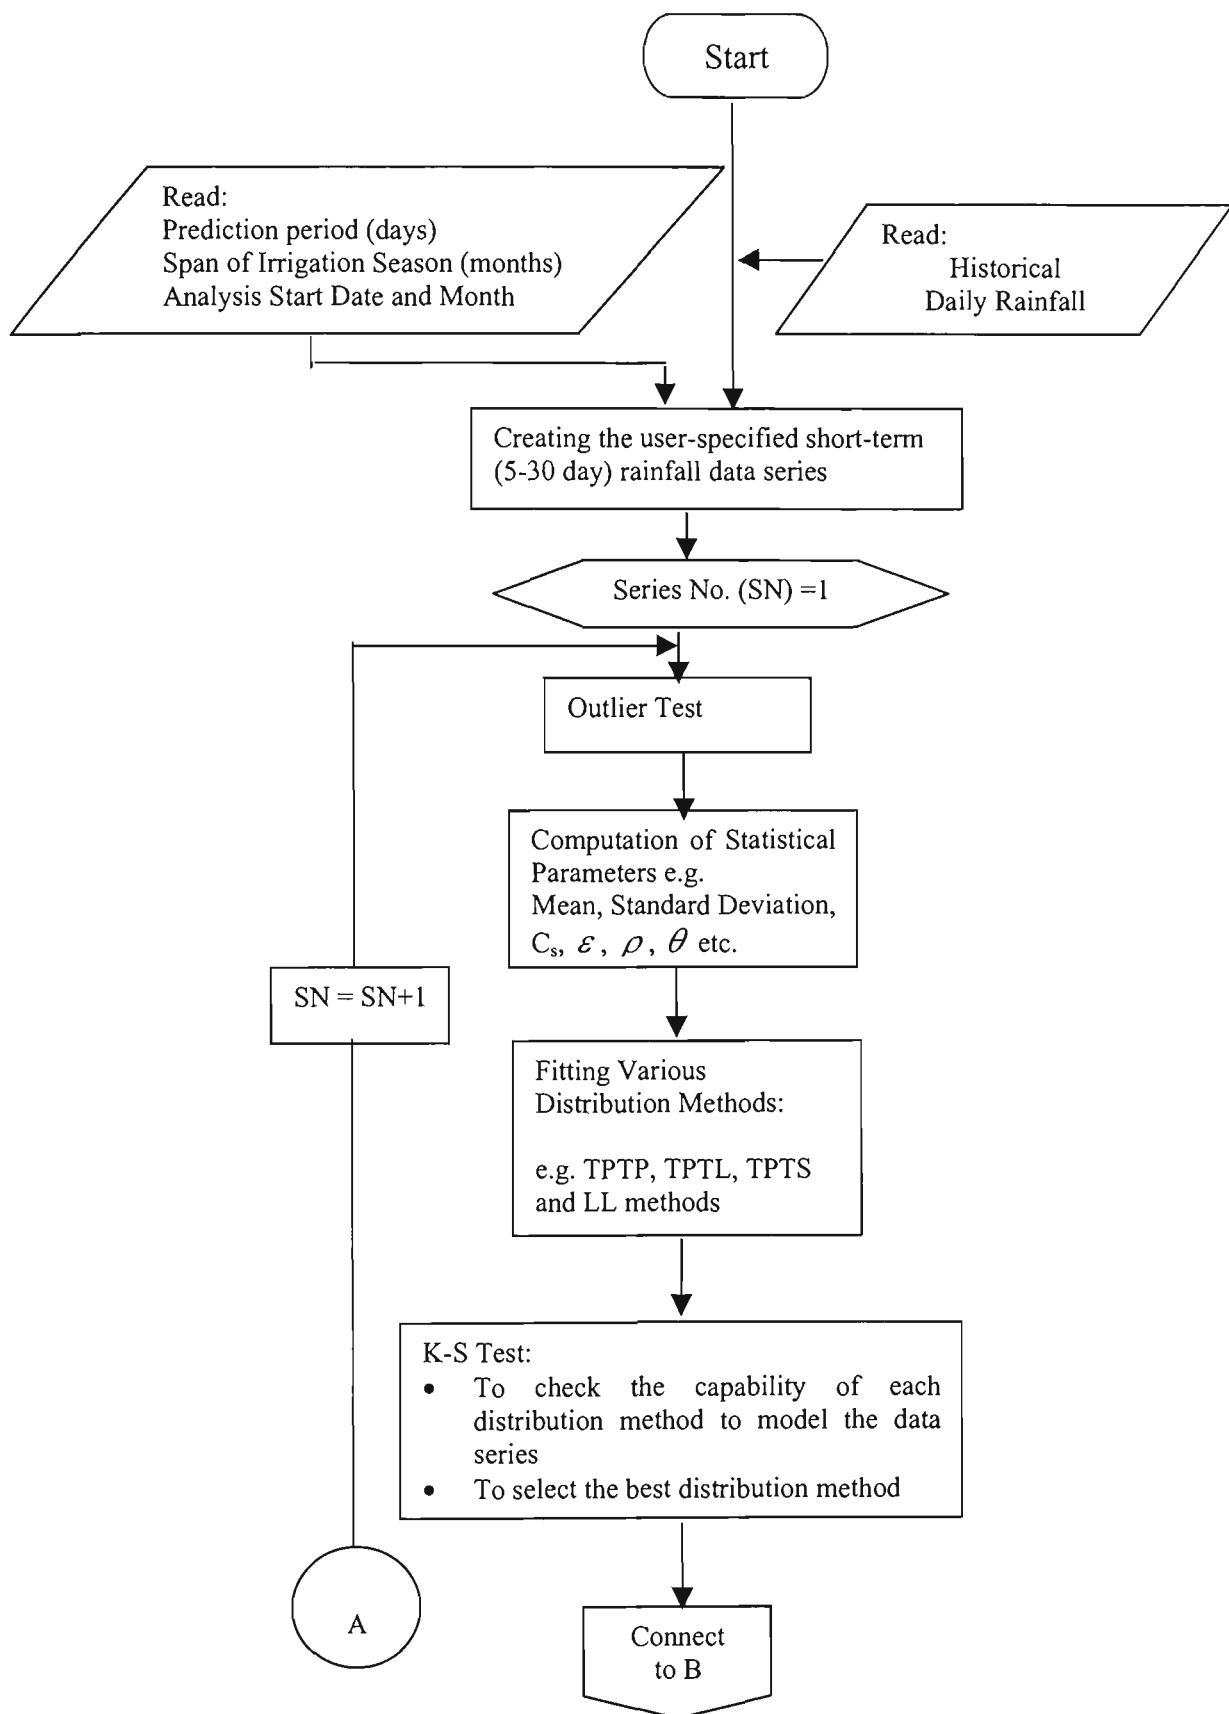 Start
Read:
Prediction period (days)
Span of Irrigation Season (months)
Analysis Start Date and Month
Read:
Historical
Daily Rainfall
Creating the user-specified short-term
(5-30 day) rainfall data series
Series No. (SN) =1
Outlier Test
Computation of Statistical
Parameters e.g.
Mean, Standard Deviation,
Cₛ, ε, ρ, θ etc.
SN = SN+1
Fitting Various
Distribution Methods:
e.g. TPTP, TPTL, TPTS
and LL methods
K-S Test:
• To check the capability of each
distribution method to model the data
series
• To select the best distribution method
A
Connect
to B